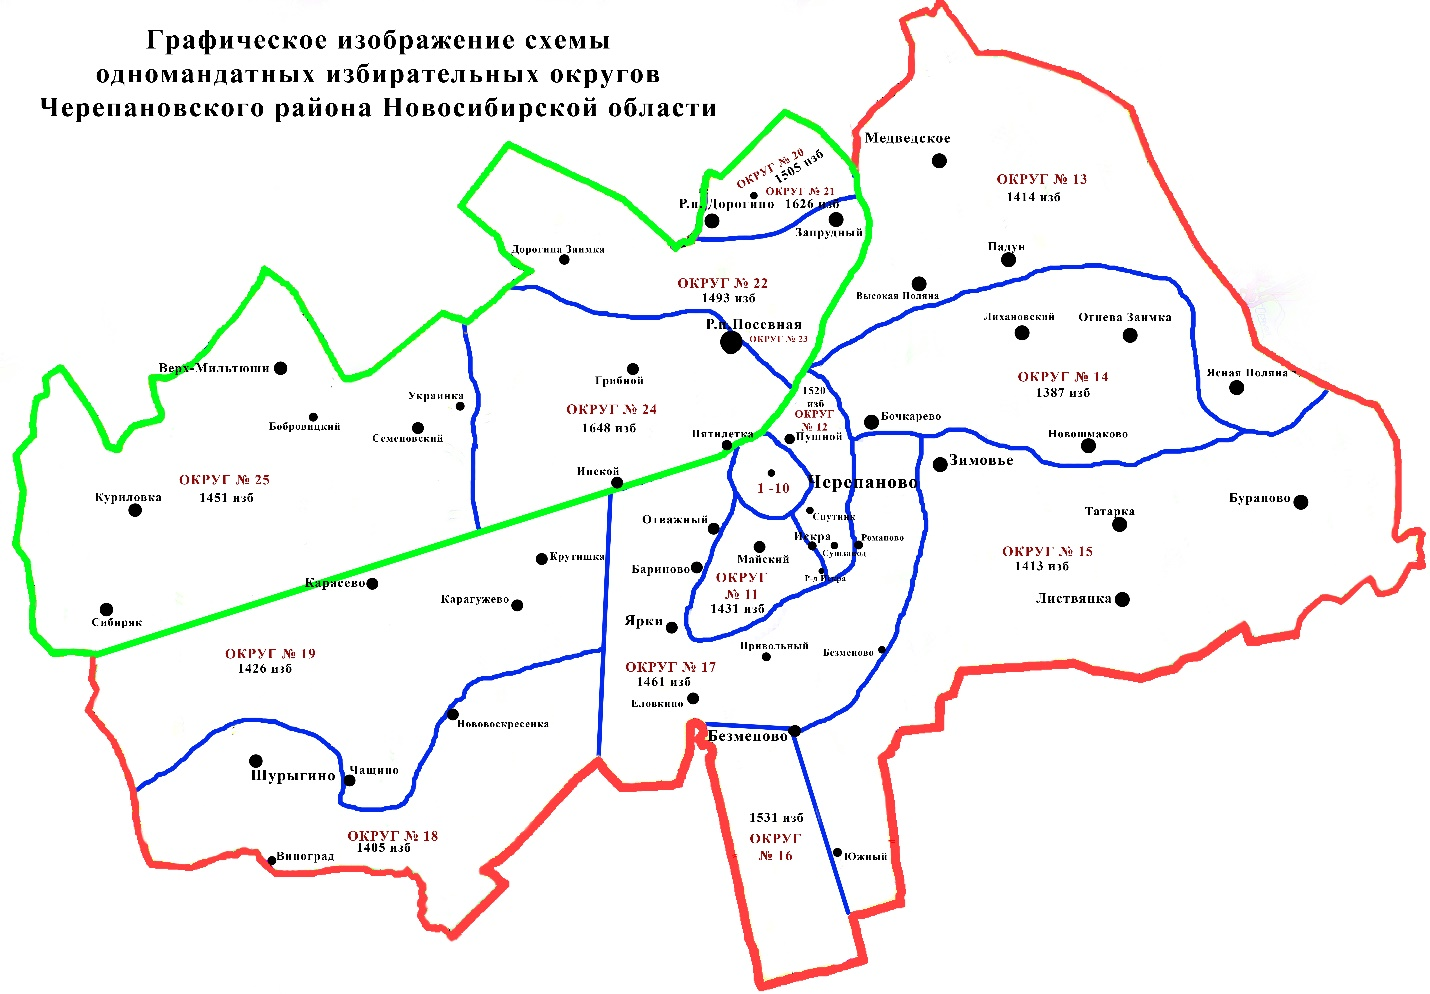 Графическое изображение схемы
одномандатных избирательных округов
Черепановского района Новосибирской области
Медведское
ОКРУГ № 20
1505 изб
ОКРУГ № 21
Р.п. Дорогино 1626 изб
Запрудный
ОКРУГ № 13
1414 изб
Дорогина Заимка
Падун
ОКРУГ № 22
1493 изб
Высокая Поляна
Р.п Посевная
ОКРУГ № 23
Лихановский
Огнева Заимка
Верх-Мильтюши
Грибной
ОКРУГ № 14
1387 изб
Ясная Поляна
Украинка
ОКРУГ № 24
1648 изб
1520
изб
ОКРУГ
№ 12
Бочкарево
Бобровицкий
Семеновский
Пятилетка
Пушной
Новошмаково
Зимовье
Инской
ОКРУГ № 25
1451 изб
Куриловка
1 -10
Черепаново
Бураново
Отважный
Спутник
Татарка
Искра
Сушзавод
Романово
Майский
ОКРУГ № 15
1413 изб
Крутишка
Бариново
ОКРУГ
№ 11
1431 изб
Карасево
Карагужево
Листвянка
Сибиряк
Ярки
Привольный
Безменово
ОКРУГ № 19
1426 изб
ОКРУГ № 17
1461 изб
Еловкино
Нововоскресенка
Безменово
Шурыгино
Чащино
1531 изб
ОКРУГ
№ 16
ОКРУГ № 18
1405 изб
Виноград
Южный